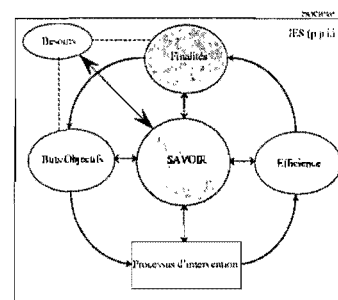 IES (p.p.i.)
Besoins
Finalités
Buts/Objectifs
SAVOIR
Efficience
Processus d'intervention